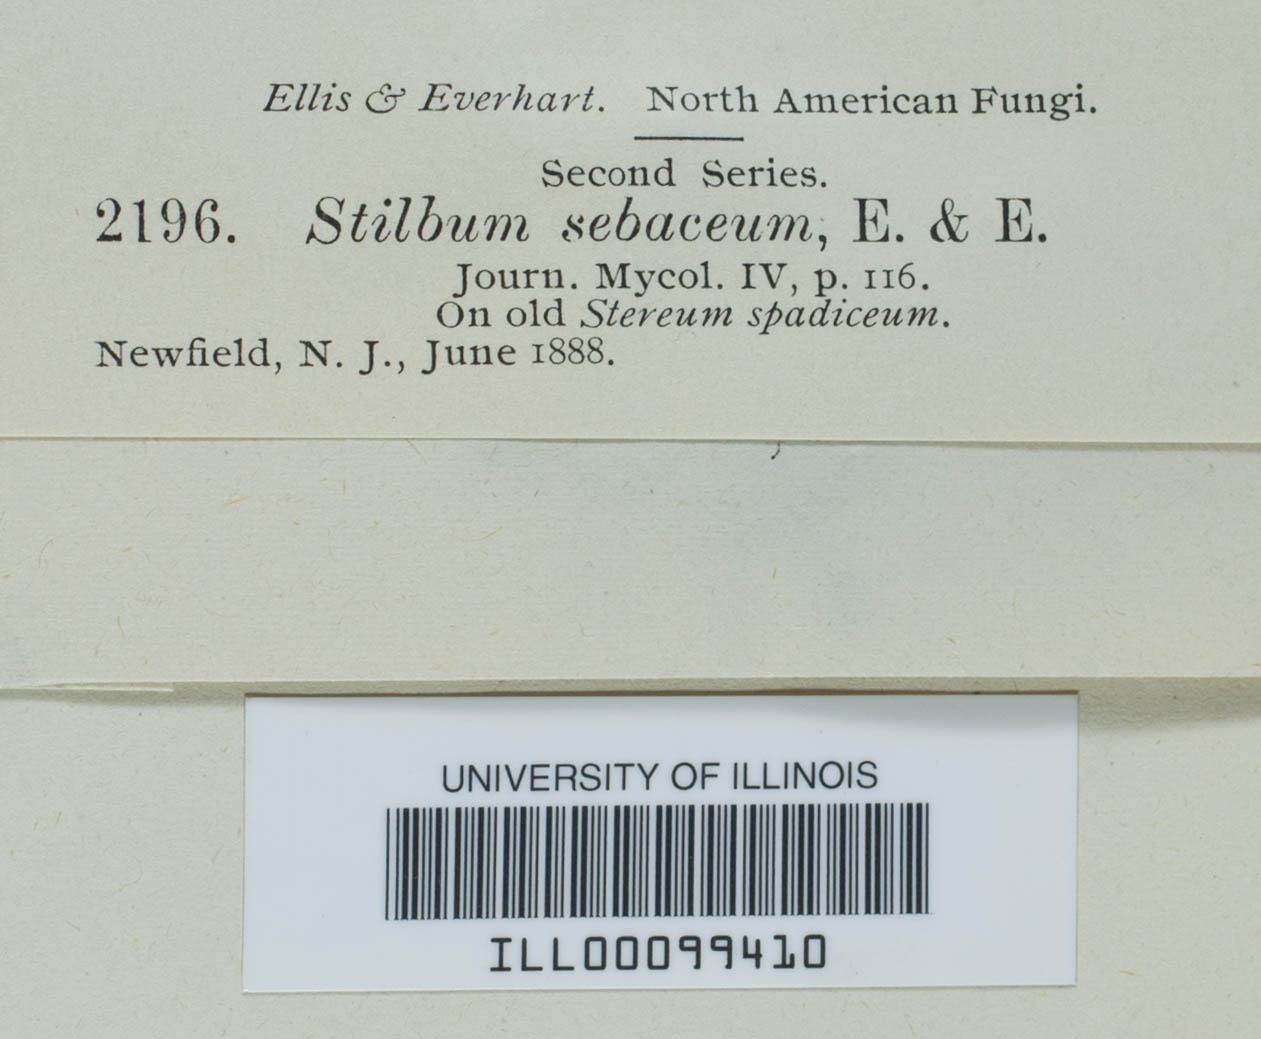 Ellis & Everhart. North American Fungi.
Second Series.
2196. Stilbum sebaceum, E. & E.
Journ. Mycol. IV, p. 116.
On old Stereum spadiceum.
Newfield, N. J., June 1888.
UNIVERSITY OF ILLINOIS
ILL00099410